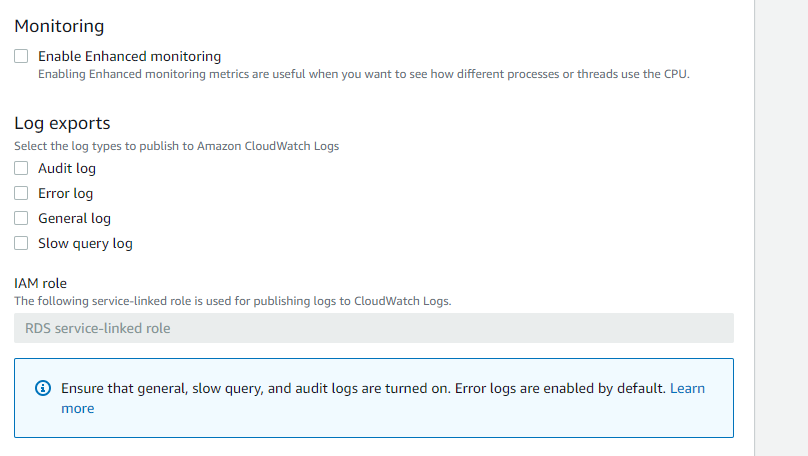 Monitoring
Enable Enhanced monitoring
Enabling Enhanced monitoring metrics are useful when you want to see how different processes or threads use the CPU.
Log exports
Select the log types to publish to Amazon CloudWatch Logs
Audit log
Error log
General log
Slow query log
IAM role
The following service-linked role is used for publishing logs to CloudWatch Logs.
RDS service-linked role
Ensure that general, slow query, and audit logs are turned on. Error logs are enabled by default. Learn
more